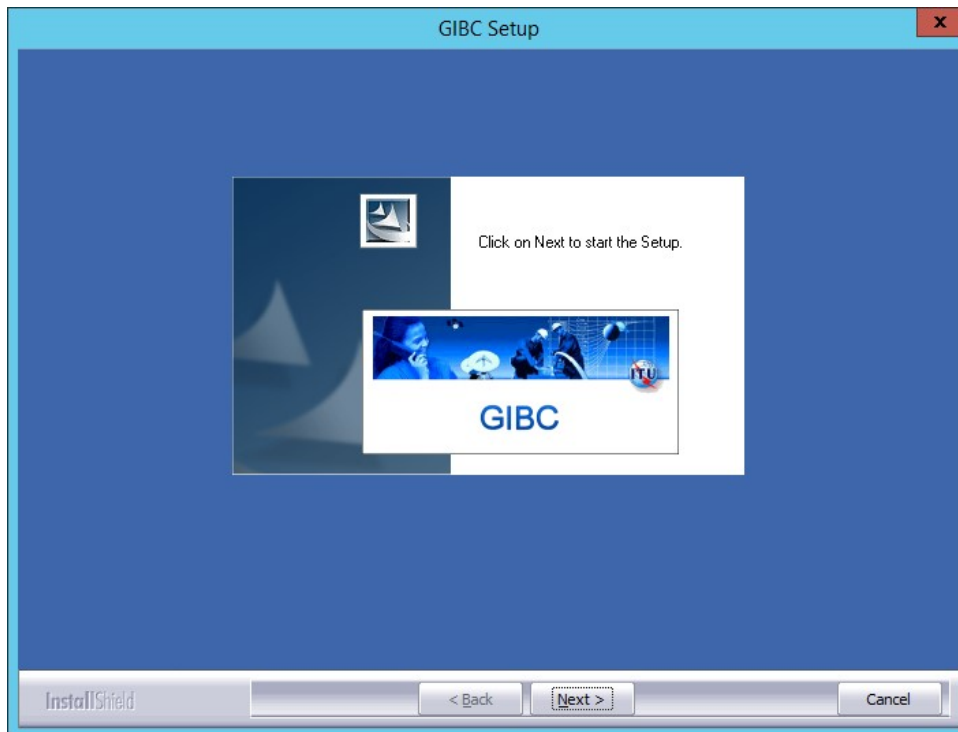 GIBC Setup
x
Click on Next to start the Setup.
ITU
GIBC
InstallShield
< Back
Next >
Cancel